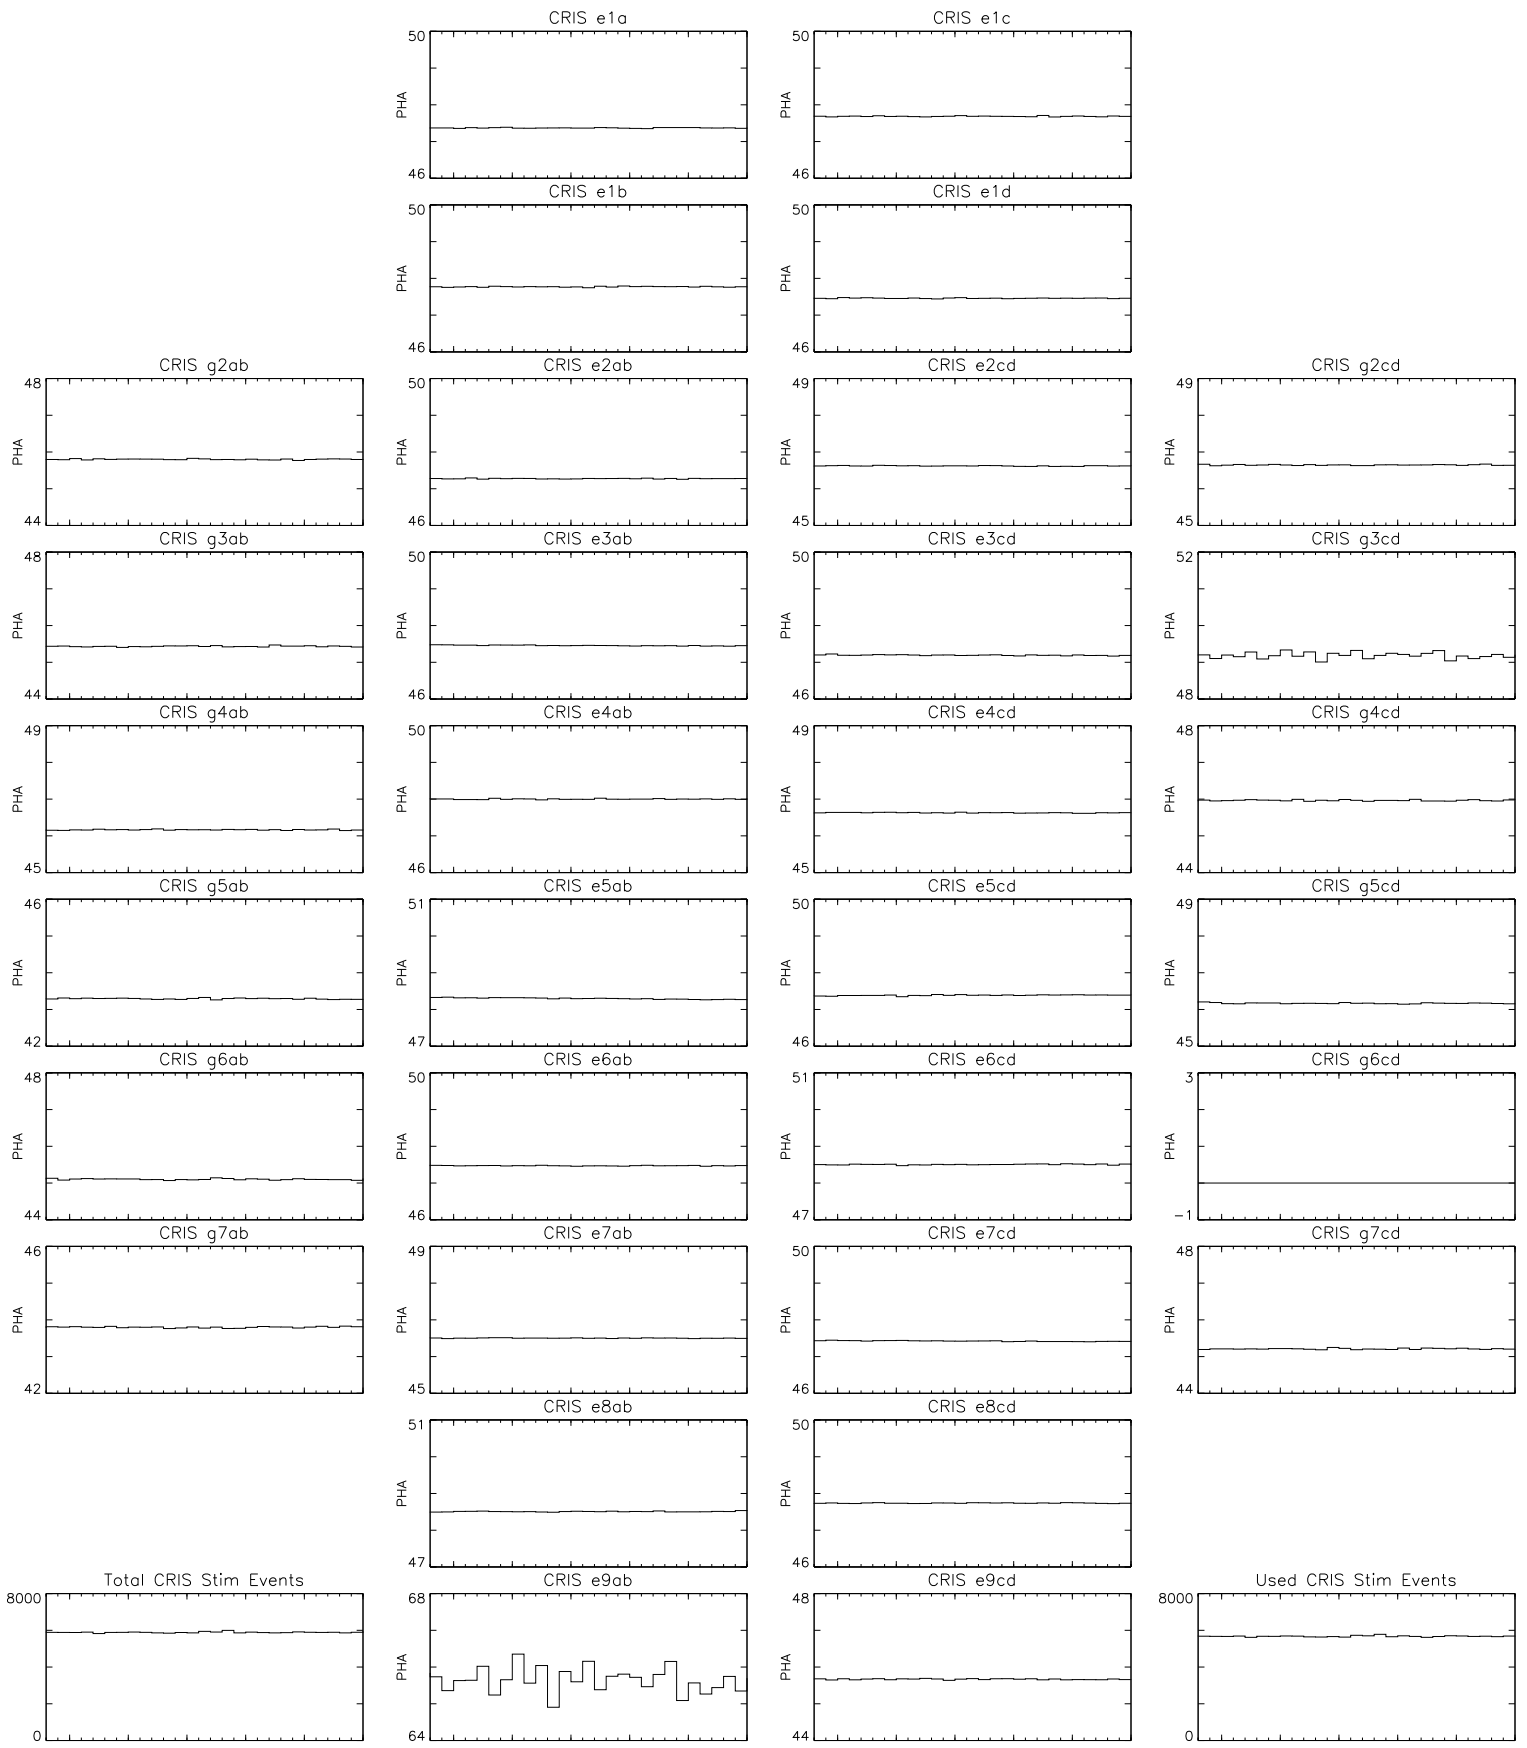 CRIS e1a
50
PHA
46
CRIS e1c
50
PHA
46
CRIS e1b
50
PHA
46
CRIS e1d
50
PHA
46
CRIS g2ab
48
PHA
44
CRIS e2ab
50
PHA
46
CRIS e2cd
49
PHA
45
CRIS g2cd
49
PHA
45
CRIS g3ab
48
PHA
44
CRIS e3ab
50
PHA
46
CRIS e3cd
50
PHA
46
CRIS g3cd
52
PHA
48
CRIS g4ab
49
PHA
45
CRIS e4ab
50
PHA
46
CRIS e4cd
49
PHA
45
CRIS g4cd
48
PHA
44
CRIS g5ab
46
PHA
42
CRIS e5ab
51
PHA
47
CRIS e5cd
50
PHA
46
CRIS g5cd
49
PHA
45
CRIS g6ab
48
PHA
44
CRIS e6ab
50
PHA
46
CRIS e6cd
51
PHA
47
CRIS g6cd
3
PHA
-1
CRIS g7ab
46
PHA
42
CRIS e7ab
49
PHA
45
CRIS e7cd
50
PHA
46
CRIS g7cd
48
PHA
44
CRIS e8ab
51
PHA
47
CRIS e8cd
50
PHA
46
Total CRIS Stim Events
8000
0
CRIS e9ab
68
PHA
64
CRIS e9cd
48
PHA
44
Used CRIS Stim Events
8000
0